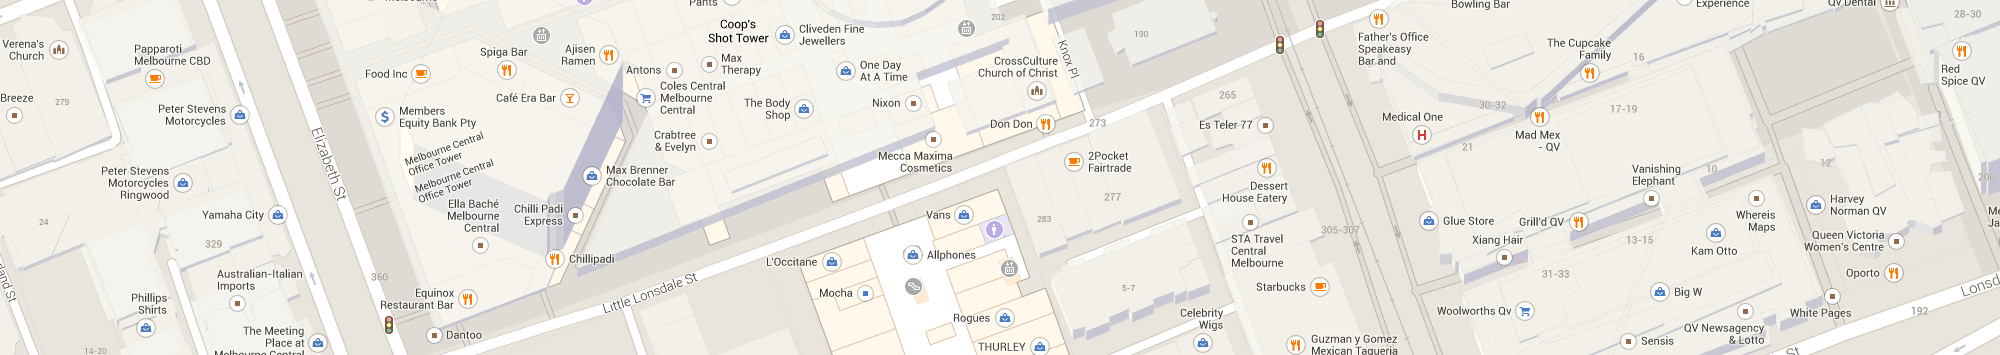 Verena's
Church
Papparoti
Melbourne CBD
Breeze
279
Peter Stevens
Motorcycles
Peter Stevens
Motorcycles
Ringwood
24
Yamaha City
329
Australian-Italian
Imports
Phillips
Shirts
14-20
The Meeting
Place at
Melbourne Central
Elizabeth St
360
Melbourne
Spiga Bar
Ajisen
Ramen
Food Inc
Café Era Bar
Members
Equity Bank Pty
Melbourne Central
Office Tower
Melbourne Central
Office Tower
Ella Baché
Melbourne
Central
Chilli Padi
Express
Chillipadi
Equinox
Restaurant Bar
Dantoo
Pants
Coop's
Shot Tower
Cliveden Fine
Jewellers
Antons
Max
Therapy
Coles Central
Melbourne
Central
One Day
At A Time
The Body
Shop
Crabtree
& Evelyn
Max Brenner
Chocolate Bar
Nixon
Mecca Maxima
Cosmetics
202
CrossCulture
Church of Christ
Don Don
Knox Pl
190
273
2Pocket
Fairtrade
277
283
Little Lonsdale St
Vans
Allphones
L'Occitane
Mocha
Rogues
THURLEY
5-7
265
Es Teler 77
Dessert
House Eatery
STA Travel
Central
Melbourne
305-307
Starbucks
Celebrity
Wigs
Guzman y Gomez
Mexican Taqueria
Father's Office
Speakeasy
Bar and
Bowling Bar
Experience
QV Dental
28-30
The Cupcake
Family
16
Red
Spice QV
30-32
17-19
Medical One
Mad Mex
- QV
21
Vanishing
Elephant
10
200
Glue Store
Grill'd QV
Xiang Hair
13-15
31-33
Whereis
Maps
Kam Otto
Harvey
Norman QV
Queen Victoria
Women's Centre
Oporto
Woolworths Qv
Big W
White Pages
QV Newsagency
& Lotto
Sensis
192